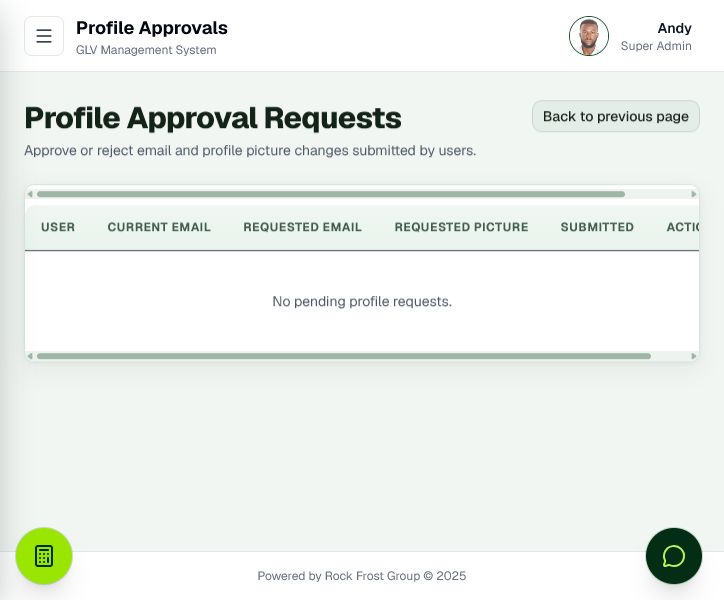 Profile Approvals
GLV Management System
Andy
Super Admin
Profile Approval Requests
Back to previous page
Approve or reject email and profile picture changes submitted by users.
USER CURRENT EMAIL REQUESTED EMAIL REQUESTED PICTURE SUBMITTED
No pending profile requests.
Powered by Rock Frost Group © 2025